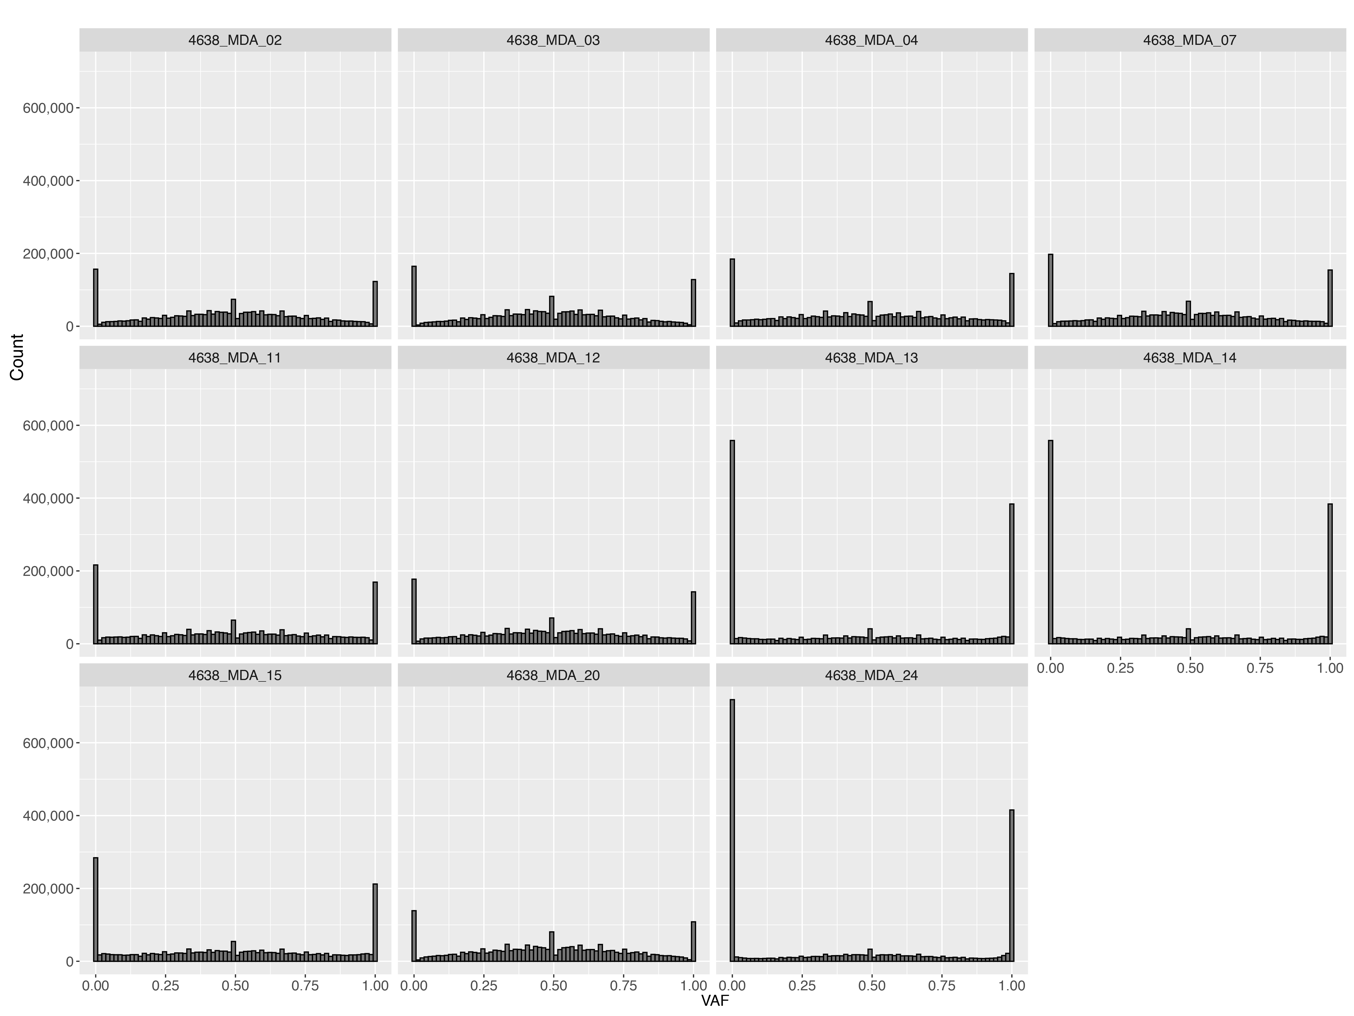 4638_MDA_02 4638_MDA_03 4638_MDA_04 4638_MDA_07
600,000
400,000
200,000
0
Count
4638_MDA_11 4638_MDA_12 4638_MDA_13 4638_MDA_14
600,000
400,000
200,000
0
0.00 0.25 0.50 0.75 1.00
4638_MDA_15 4638_MDA_20 4638_MDA_24
600,000
400,000
200,000
0
0.00 0.25 0.50 0.75 1.00 0.00 0.25 0.50 0.75 1.00 0.00 0.25 0.50 0.75 1.00
VAF